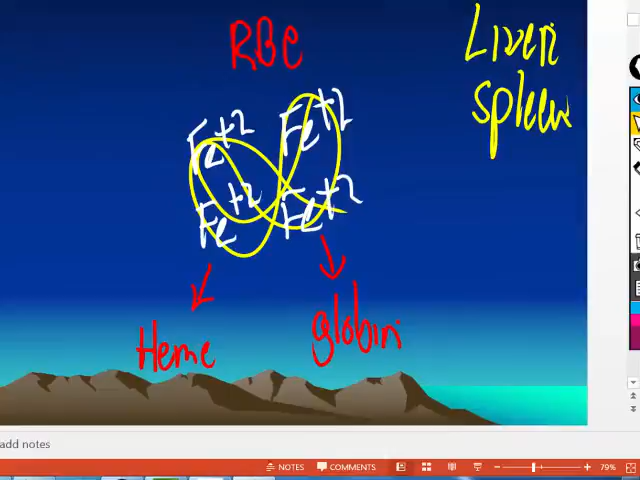 RBC
Liver
spleen
Fe+2 Fe+2
Fe+2 Fe+2
Heme
globin
add notes
NOTES COMMENTS 79%